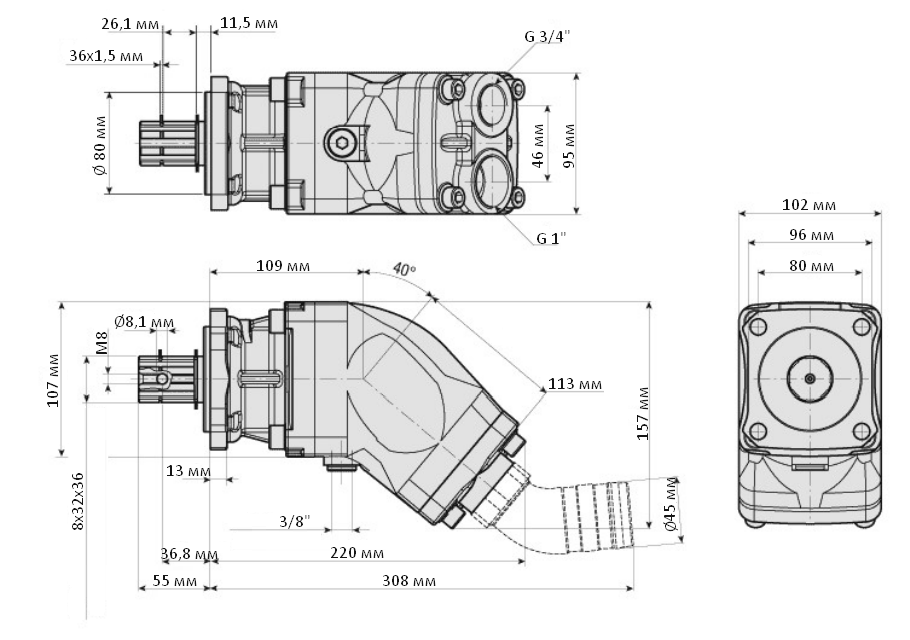 26,1 мм
11,5 мм
36x1,5 мм
G 3/4"
Ø 80 мм
46 мм
95 мм
G 1"
102 мм
96 мм
80 мм
109 мм
40°
Ø8,1 мм
M8
107 мм
113 мм
157 мм
13 мм
8x32x36
3/8"
Ø45 мм
36,8 мм
220 мм
55 мм
308 мм